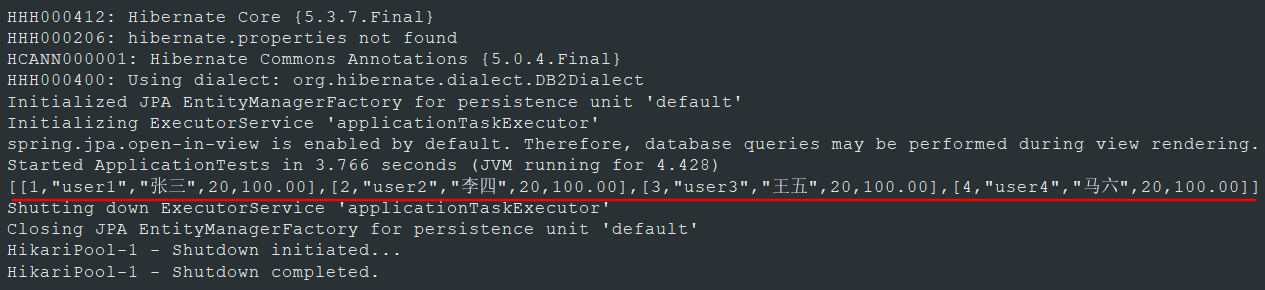 HHH000412: Hibernate Core {5.3.7.Final}
HHH000206: hibernate.properties not found
HCANN000001: Hibernate Commons Annotations {5.0.4.Final}
HHH000400: Using dialect: org.hibernate.dialect.DB2Dialect
Initialized JPA EntityManagerFactory for persistence unit 'default'
Initializing ExecutorService 'applicationTaskExecutor'
spring.jpa.open-in-view is enabled by default. Therefore, database queries may be performed during view rendering.
Started ApplicationTests in 3.766 seconds (JVM running for 4.428)
[[1,"user1","张三",20,100.00],[2,"user2","李四",20,100.00],[3,"user3","王五",20,100.00],[4,"user4","马六",20,100.00]]
Shutting down ExecutorService 'applicationTaskExecutor'
Closing JPA EntityManagerFactory for persistence unit 'default'
HikariPool-1 - Shutdown initiated...
HikariPool-1 - Shutdown completed.